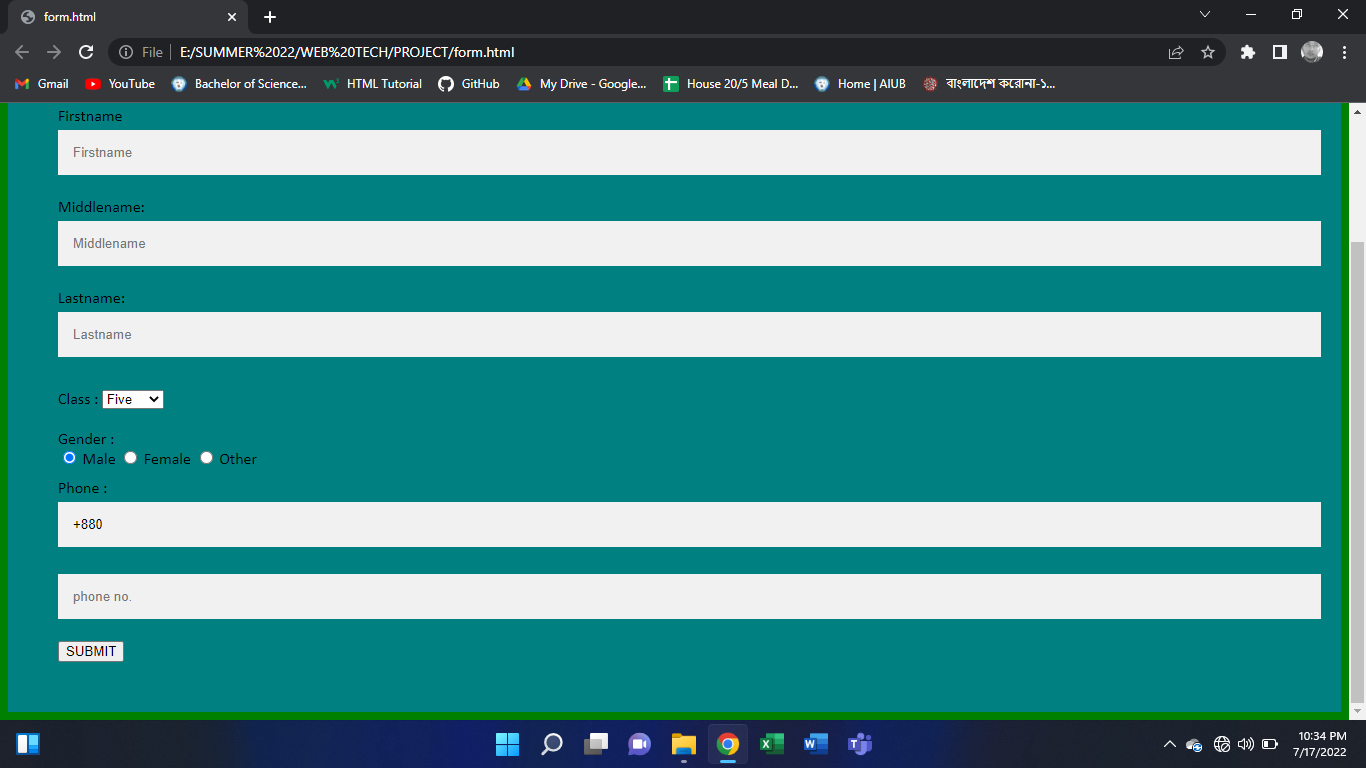 form.html
File E:/SUMMER%2022/WEB%20TECH/PROJECT/form.html
Gmail YouTube Bachelor of Science... HTML Tutorial GitHub My Drive - Google... House 20/5 Meal D... Home | AIUB বাংলাদেশ করোনা-১...
Firstname
Firstname
Middlename:
Middlename
Lastname:
Lastname
Class : Five
Gender :
Male Female Other
Phone :
+880
phone no.
SUBMIT
10:34 PM
7/17/2022